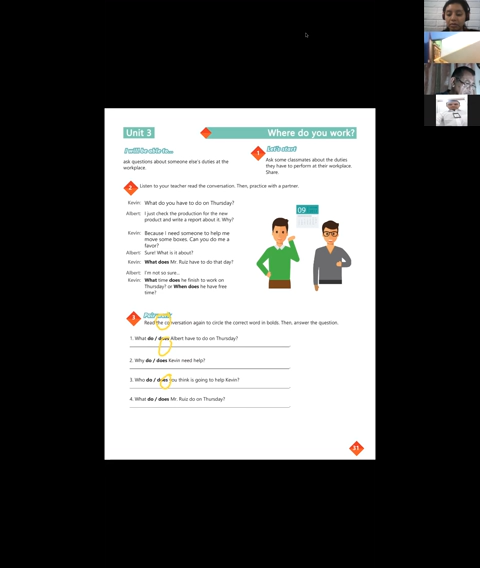 Unit 3
Where do you work?
I will be able to...
ask questions about someone else's duties at the
workplace.
1
Let's start
Ask some classmates about the duties
they have to perform at their workplace.
Share.
2
Listen to your teacher read the conversation. Then, practice with a partner.
Kevin: What do you have to do on Thursday?
Albert: I just check the production for the new
product and write a report about it. Why?
Kevin: Because I need someone to help me
move some boxes. Can you do me a
favor?
Albert: Sure! What is it about?
Kevin: What does Mr. Ruiz have to do that day?
Albert: I'm not so sure...
Kevin: What time does he finish to work on
Thursday? or When does he have free
time?
09
3
Pair work
Read the conversation again to circle the correct word in bolds. Then, answer the question.
1. What do / does Albert have to do on Thursday?
2. Why do / does Kevin need help?
3. Who do / does you think is going to help Kevin?
4. What do / does Mr. Ruiz do on Thursday?
31